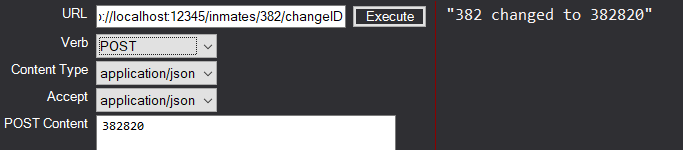 URL
ɔ://localhost:12345/inmates/382/changeID
Execute
"382 changed to 382820"
Verb
POST
Content Type
application/json
Accept
application/json
POST Content
382820